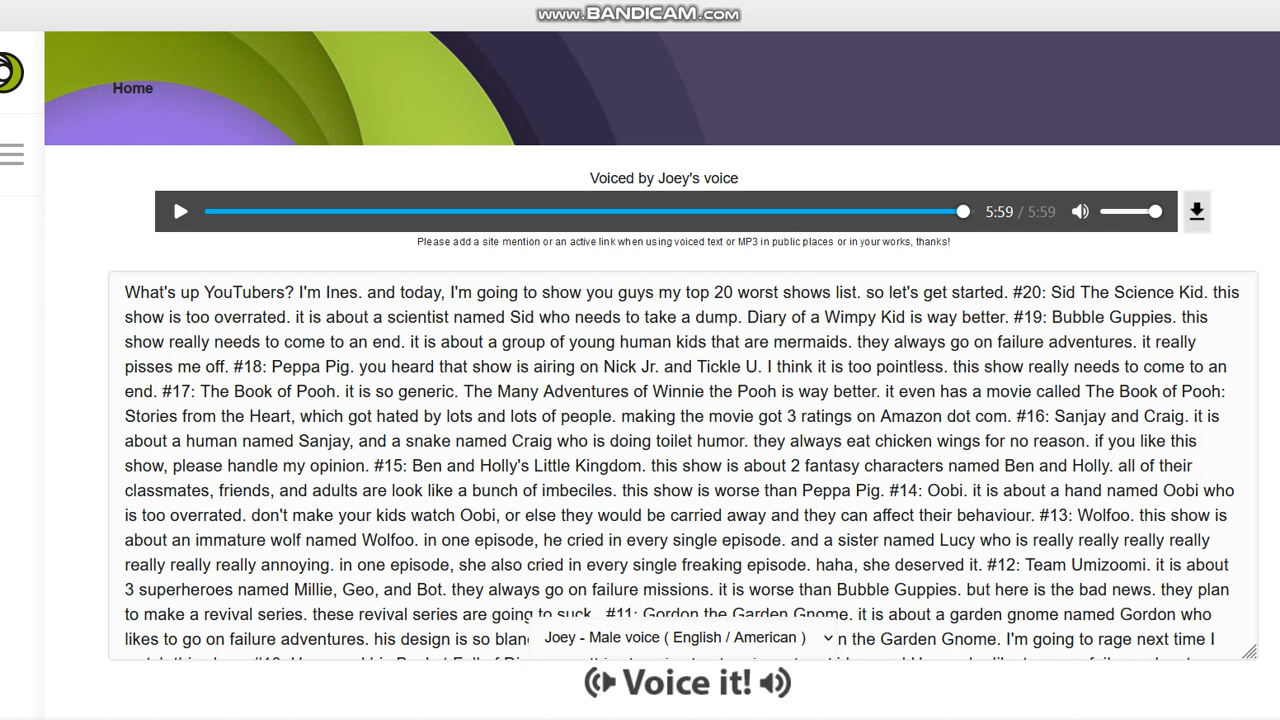 www.BANDICAM.com
Home
Voiced by Joey's voice
5:59 / 5:59
Please add a site mention or an active link when using voiced text or MP3 in public places or in your works, thanks!
What's up YouTubers? I'm Ines. and today, I'm going to show you guys my top 20 worst shows list. so let's get started. #20: Sid The Science Kid. this
show is too overrated. it is about a scientist named Sid who needs to take a dump. Diary of a Wimpy Kid is way better. #19: Bubble Guppies. this
show really needs to come to an end. it is about a group of young human kids that are mermaids. they always go on failure adventures. it really
pisses me off. #18: Peppa Pig. you heard that show is airing on Nick Jr. and Tickle U. I think it is too pointless. this show really needs to come to an
end. #17: The Book of Pooh. it is so generic. The Many Adventures of Winnie the Pooh is way better. it even has a movie called The Book of Pooh:
Stories from the Heart, which got hated by lots and lots of people. making the movie got 3 ratings on Amazon dot com. #16: Sanjay and Craig. it is
about a human named Sanjay, and a snake named Craig who is doing toilet humor. they always eat chicken wings for no reason. if you like this
show, please handle my opinion. #15: Ben and Holly's Little Kingdom. this show is about 2 fantasy characters named Ben and Holly. all of their
classmates, friends, and adults are look like a bunch of imbeciles. this show is worse than Peppa Pig. #14: Oobi. it is about a hand named Oobi who
is too overrated. don't make your kids watch Oobi, or else they would be carried away and they can affect their behaviour. #13: Wolfoo. this show is
about an immature wolf named Wolfoo. in one episode, he cried in every single episode. and a sister named Lucy who is really really really really
really really really annoying. in one episode, she also cried in every single freaking episode. haha, she deserved it. #12: Team Umizoomi. it is about
3 superheroes named Millie, Geo, and Bot. they always go on failure missions. it is worse than Bubble Guppies. but here is the bad news. they plan
to make a revival series. these revival series are going to suck. #11: Gordon the Garden Gnome. it is about a garden gnome named Gordon who
likes to go on failure adventures. his design is so bland n the Garden Gnome. I'm going to rage next time I
Joey - Male voice ( English / American )
Voice it!